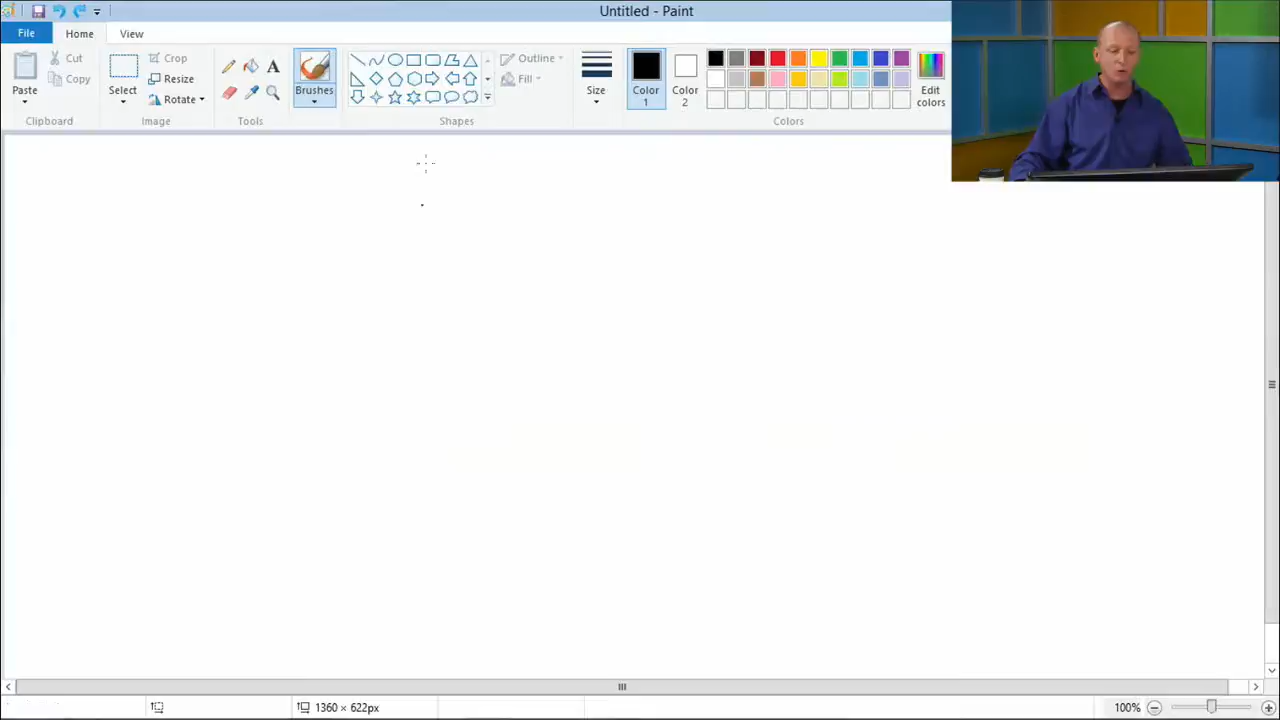 Untitled - Paint
File Home View
Cut
Copy
Paste
Crop
Resize
Rotate
Select
Brushes
Outline
Fill
Size
Color 1
Color 2
Edit colors
Clipboard Image Tools Shapes Colors
A
1360 × 622px
100%